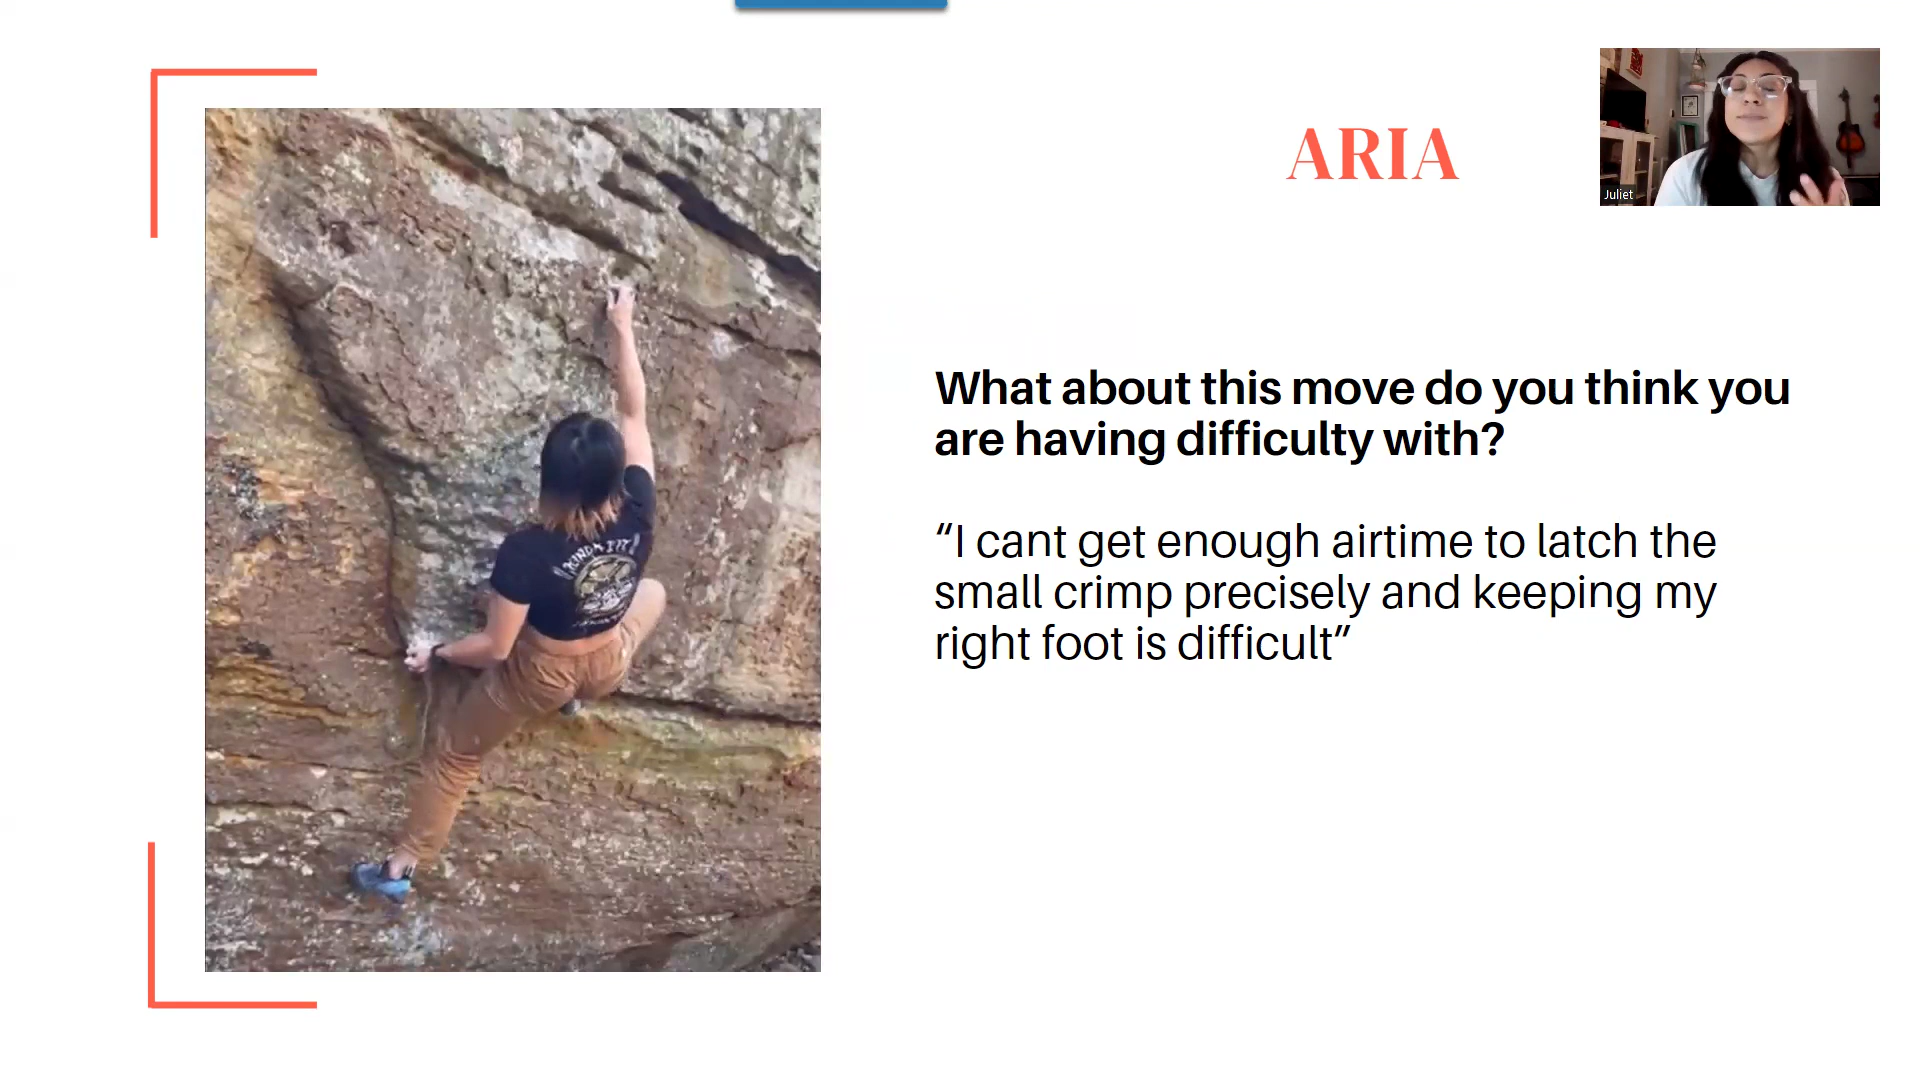 ARIA
Juliet
What about this move do you think you
are having difficulty with?
“I cant get enough airtime to latch the
small crimp precisely and keeping my
right foot is difficult”